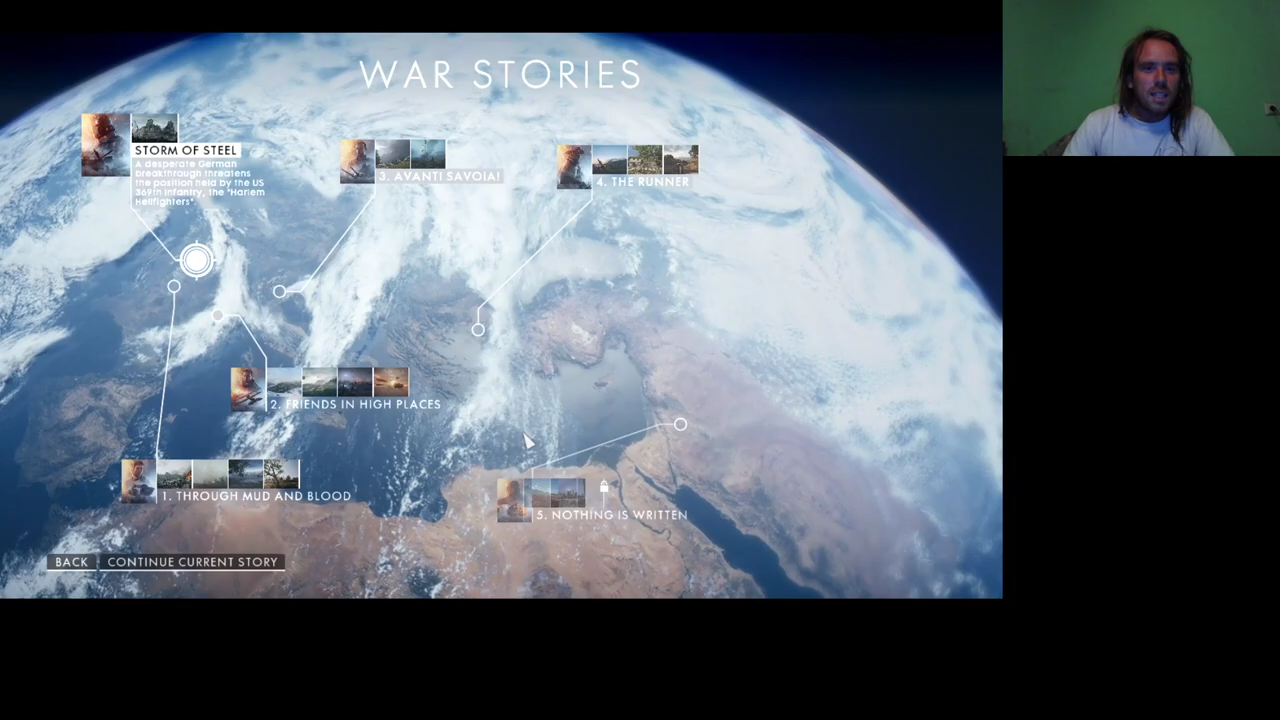 WAR STORIES
STORM OF STEEL
A desperate German
breakthrough threatens
the position held by the US
369th Infantry, the "Harlem
Hellfighters".
3. AVANTI SAVOIA!
4. THE RUNNER
2. FRIENDS IN HIGH PLACES
1. THROUGH MUD AND BLOOD
5. NOTHING IS WRITTEN
BACK
CONTINUE CURRENT STORY